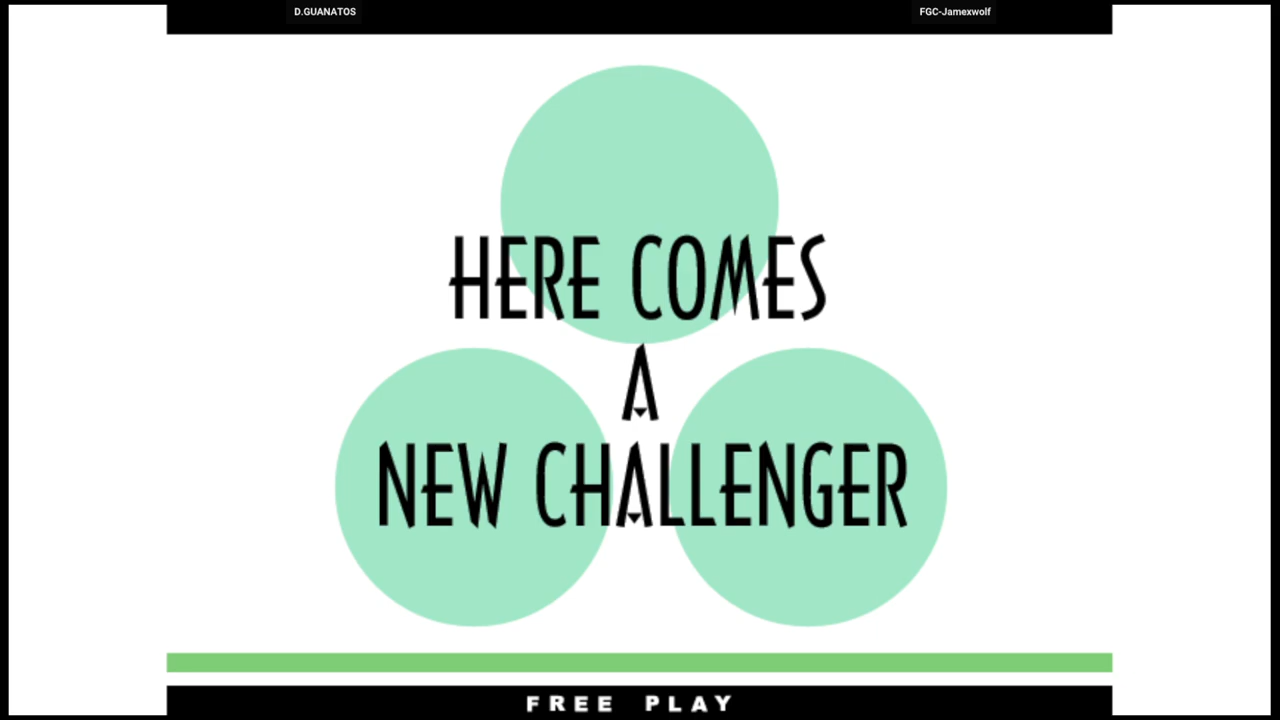 D.GUANATOS
FGC-Jamexwolf
HERE COMES
A
NEW CHALLENGER
FREE PLAY